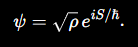 ψ = √ρ e^{iS/ℏ}.